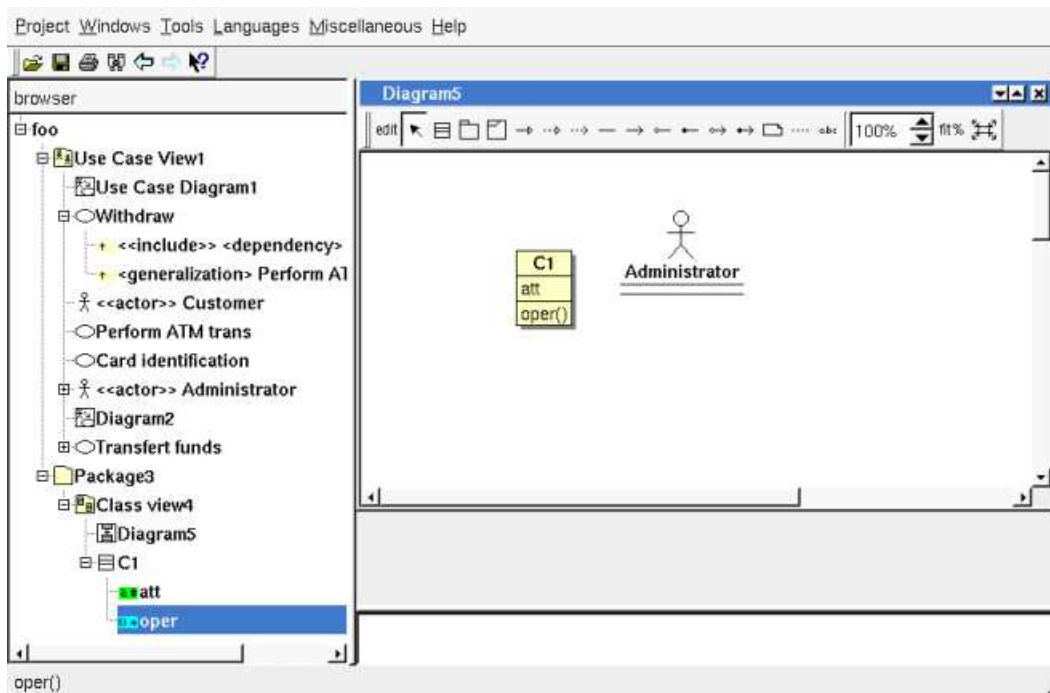 Project Windows Tools Languages Miscellaneous Help
browser
foo
Use Case View1
Use Case Diagram1
Withdraw
<<include>> <dependency>
<generalization> Perform AT
<<actor>> Customer
Perform ATM trans
Card identification
<<actor>> Administrator
Diagram2
Transfert funds
Package3
Class view4
Diagram5
C1
att
oper
Diagram5
edit abc 100% fit%
C1
att
oper()
Administrator
oper()